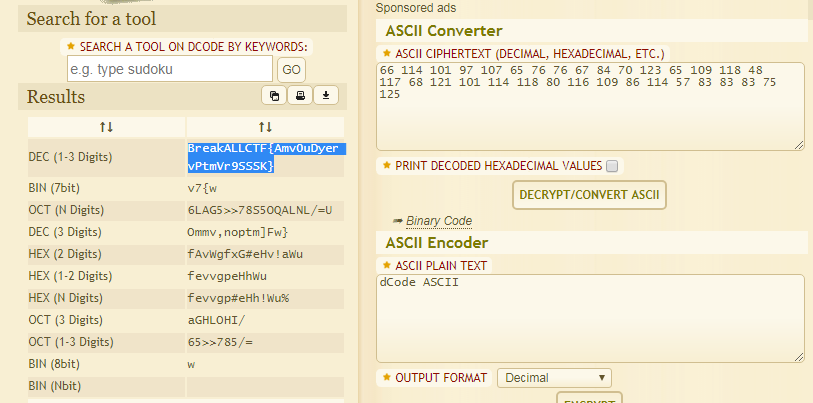 Search for a tool
★ SEARCH A TOOL ON DCODE BY KEYWORDS:
e.g. type sudoku
GO
Results
↑↓ ↑↓
DEC (1-3 Digits) BreakALLCTF{Amv0uDyer
vPtmVr9SSSK}
BIN (7bit) v7{w
OCT (N Digits) 6LAG5>>78S5OQALNL/=U
DEC (3 Digits) Ommv,noptm]Fw}
HEX (2 Digits) fAvWgfxG#eHv!aWu
HEX (1-2 Digits) fevvgpeHhWu
HEX (N Digits) fevvgp#eHh!Wu%
OCT (3 Digits) aGHLOHI/
OCT (1-3 Digits) 65>>785/=
BIN (8bit) w
BIN (Nbit)
Sponsored ads
ASCII Converter
★ ASCII CIPHERTEXT (DECIMAL, HEXADECIMAL, ETC.)
66 114 101 97 107 65 76 76 67 84 70 123 65 109 118 48
117 68 121 101 114 118 80 116 109 86 114 57 83 83 83 75
125
★ PRINT DECODED HEXADECIMAL VALUES
DECRYPT/CONVERT ASCII
➦ Binary Code
ASCII Encoder
★ ASCII PLAIN TEXT
dCode ASCII
★ OUTPUT FORMAT Decimal
ENCRYPT